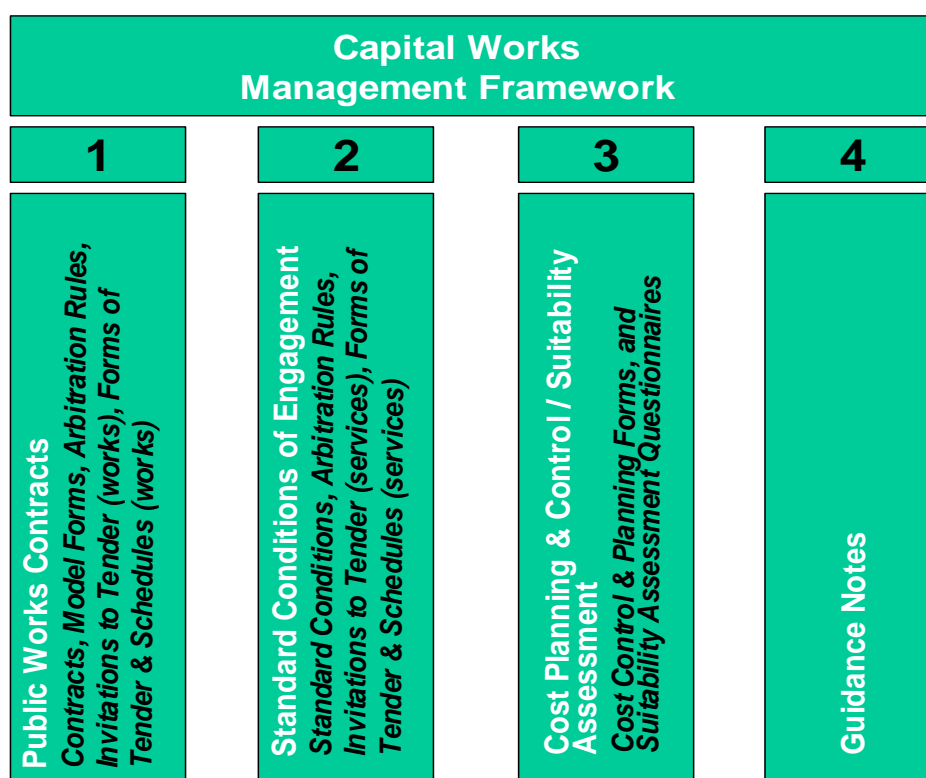 Capital Works
Management Framework
1
2
3
4
Public Works Contracts
Contracts, Model Forms, Arbitration Rules,
Invitations to Tender (works), Forms of
Tender & Schedules (works)
Standard Conditions of Engagement
Standard Conditions, Arbitration Rules,
Invitations to Tender (services), Forms of
Tender & Schedules (services)
Cost Planning & Control / Suitability
Assessment
Cost Control & Planning Forms, and
Suitability Assessment Questionnaires
Guidance Notes